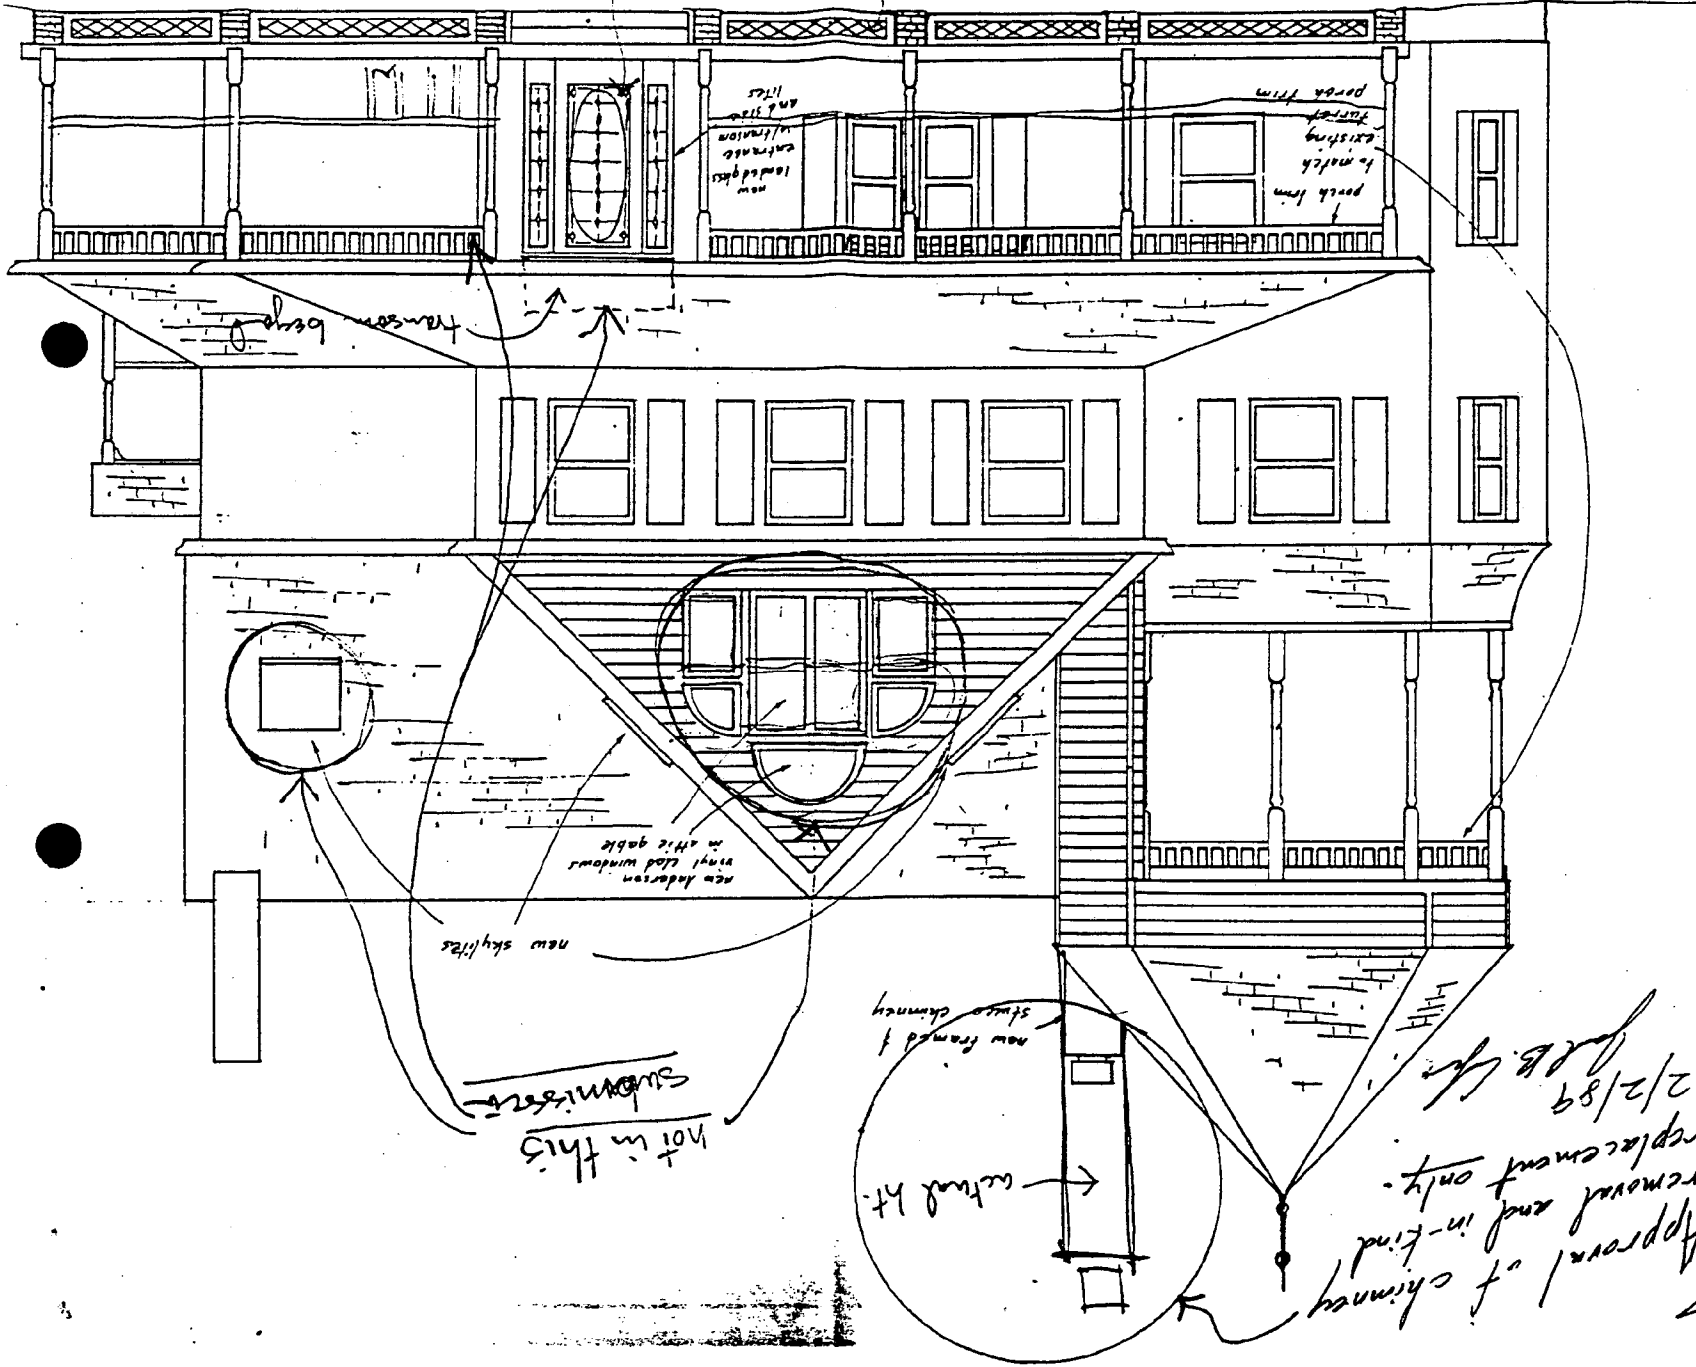 Approval of chimney
removal and in-kind
replacement only.
2/2/89
actual ht.
not in this
submission
new framed &
stucco chimney
new skylites
new Anderson
vinyl clad windows
in attic gable
transom beyond
porch trim
to match
existing
turret
porch trim
new
leaded glass
entrance
w/transom
and side
lites